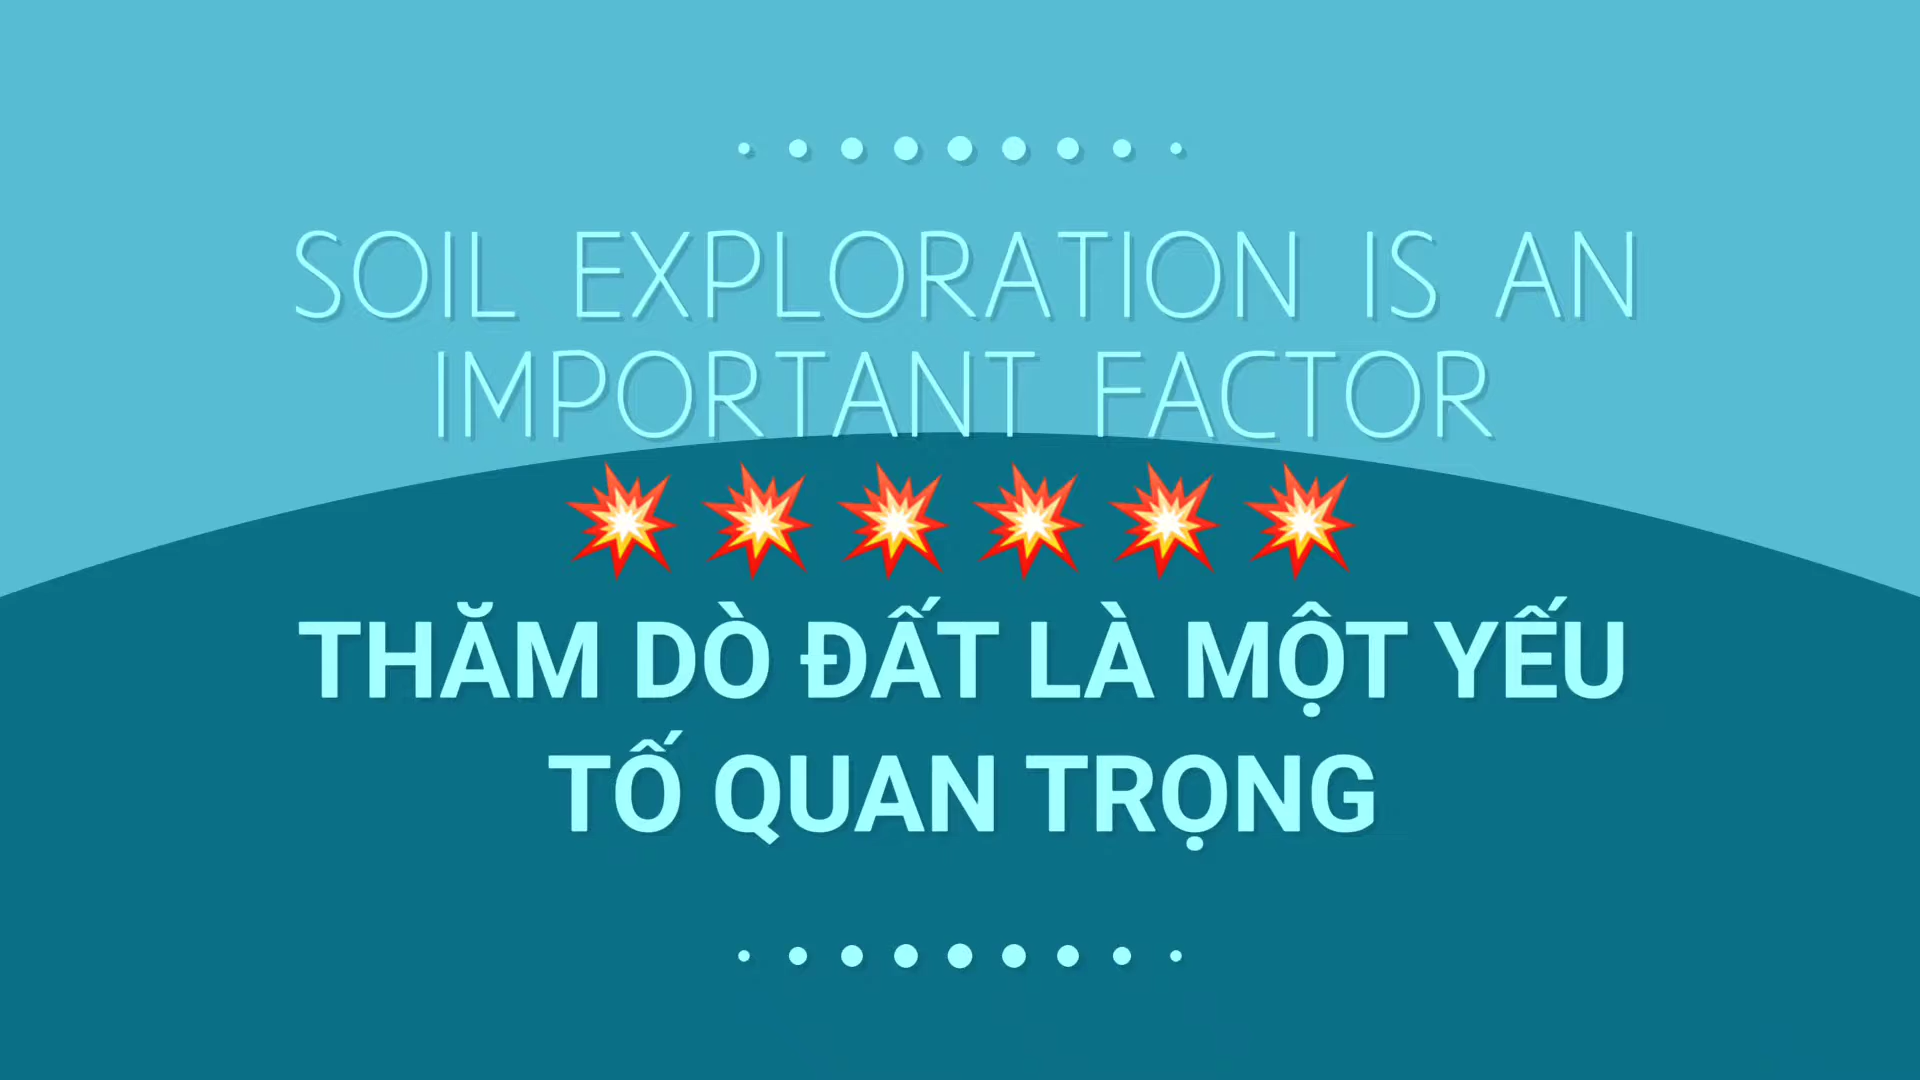 SOIL EXPLORATION IS AN
IMPORTANT FACTOR
💥💥💥💥💥💥
THĂM DÒ ĐẤT LÀ MỘT YẾU
TỐ QUAN TRỌNG